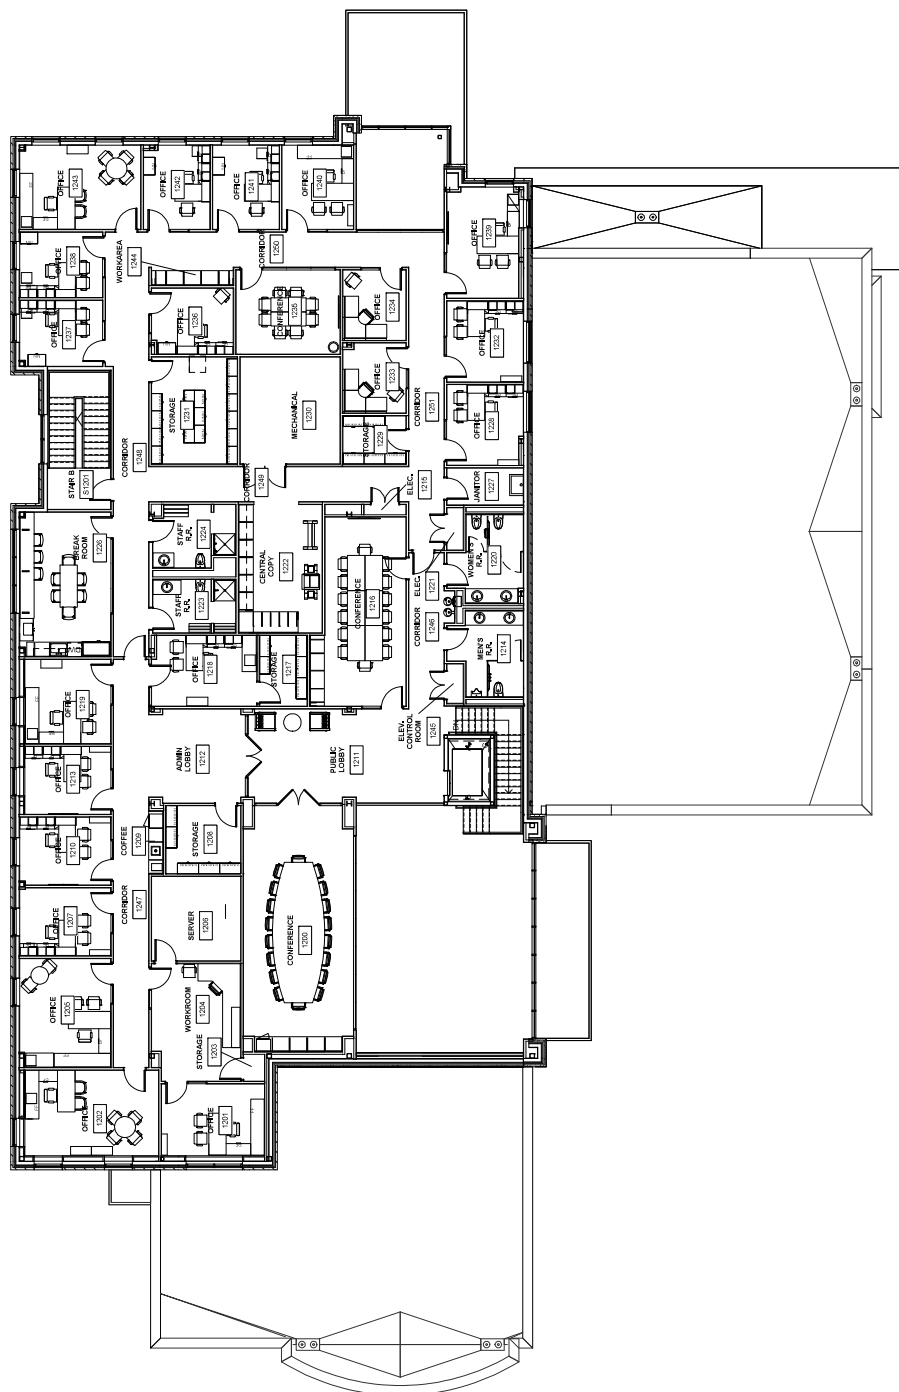 OFFICE
1243
OFFICE
1242
OFFICE
1241
OFFICE
1240
OFFICE
1239
OFFICE
1238
WORKAREA
1244
CORRIDOR
1250
OFFICE
1237
OFFICE
1236
CONFERENCE
1235
OFFICE
1234
OFFICE
1232
OFFICE
1233
STORAGE
1231
MECHANICAL
1230
CORRIDOR
1251
OFFICE
1228
STORAGE
1229
CORRIDOR
1248
STAIR B
S1201
CORRIDOR
1249
ELEC.
1215
JANITOR
1227
BREAK
ROOM
1226
STAFF
R.R.
1224
CENTRAL
COPY
1222
CONFERENCE
1216
WOMEN'S
R.R.
1220
ELEC.
1221
STAFF
R.R.
1223
CORRIDOR
1246
MEN'S
R.R.
1214
OFFICE
1219
OFFICE
1218
STORAGE
1217
ELEV.
CONTROL
ROOM
1245
DN
OFFICE
1213
ADMIN
LOBBY
1212
PUBLIC
LOBBY
1211
OFFICE
1210
COFFEE
1209
STORAGE
1208
OFFICE
1207
CORRIDOR
1247
SERVER
1206
CONFERENCE
1200
OFFICE
1205
WORKROOM
1204
STORAGE
1203
OFFICE
1202
OFFICE
1201